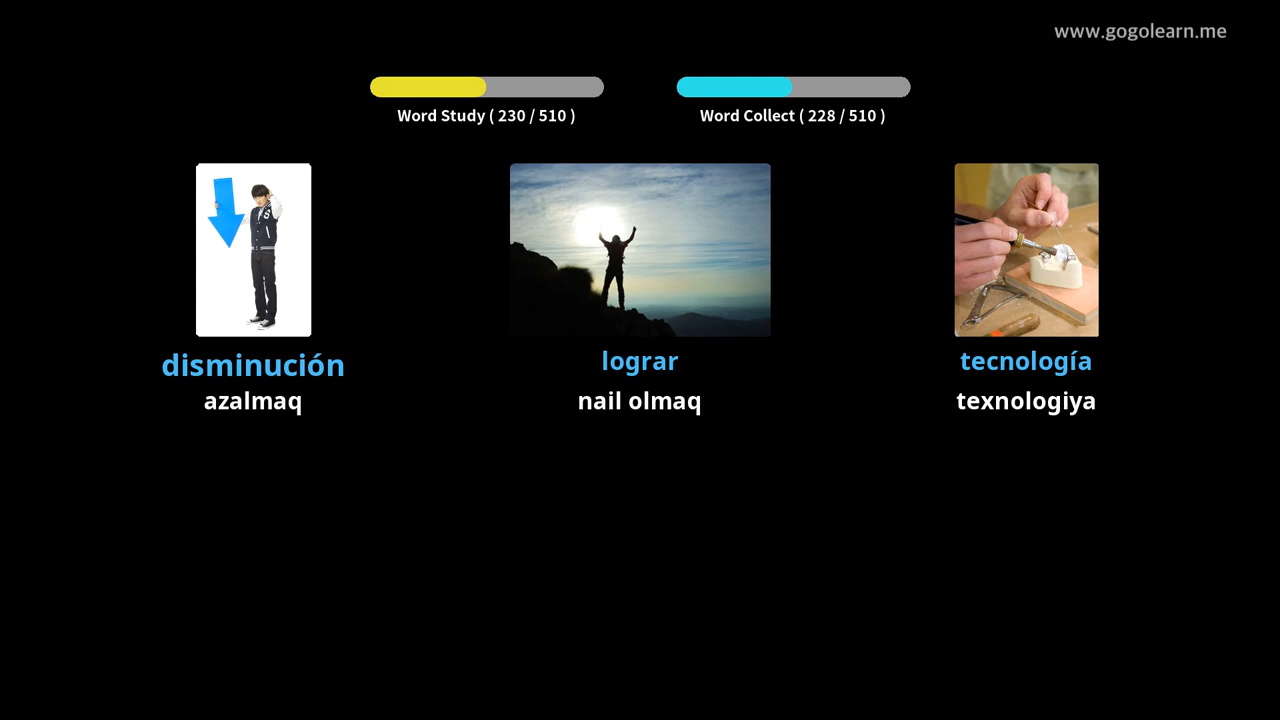 www.gogolearn.me
Word Study ( 230 / 510 )
Word Collect ( 228 / 510 )
S
disminución
lograr
tecnología
azalmaq
nail olmaq
texnologiya